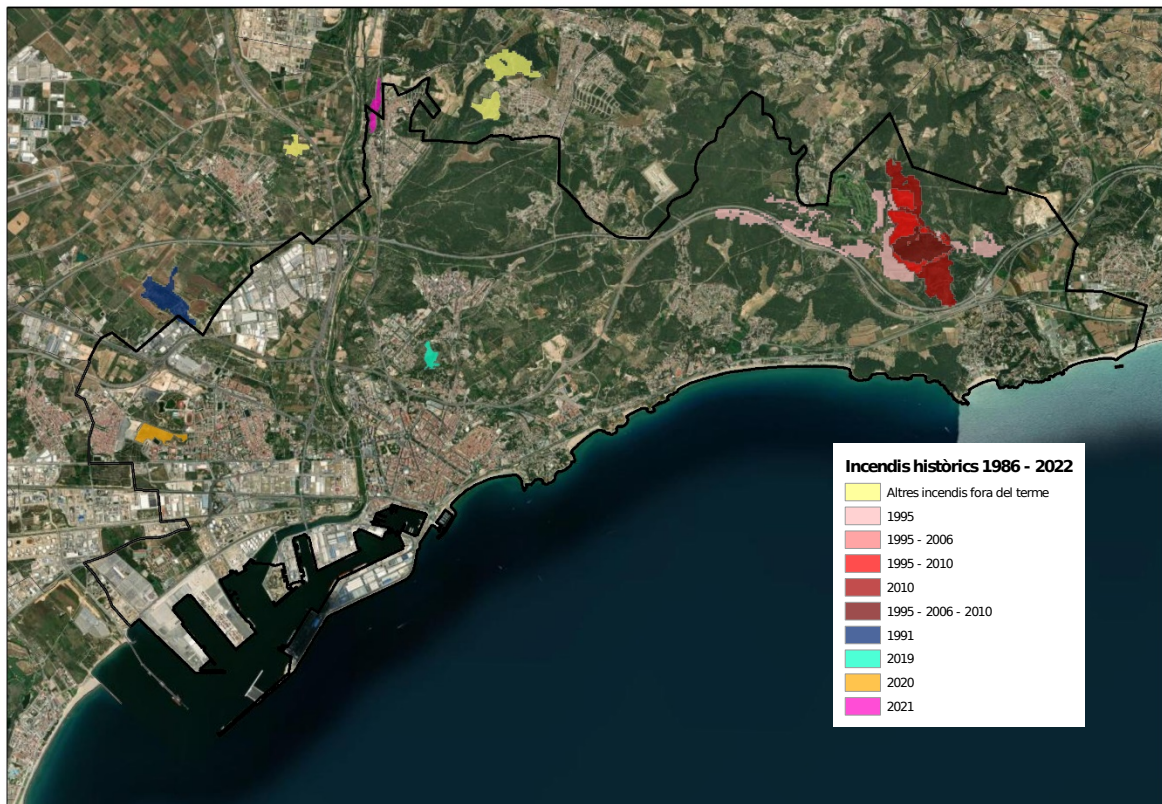 Incendis històrics 1986 - 2022
Altres incendis fora del terme
1995
1995 - 2006
1995 - 2010
2010
1995 - 2006 - 2010
1991
2019
2020
2021